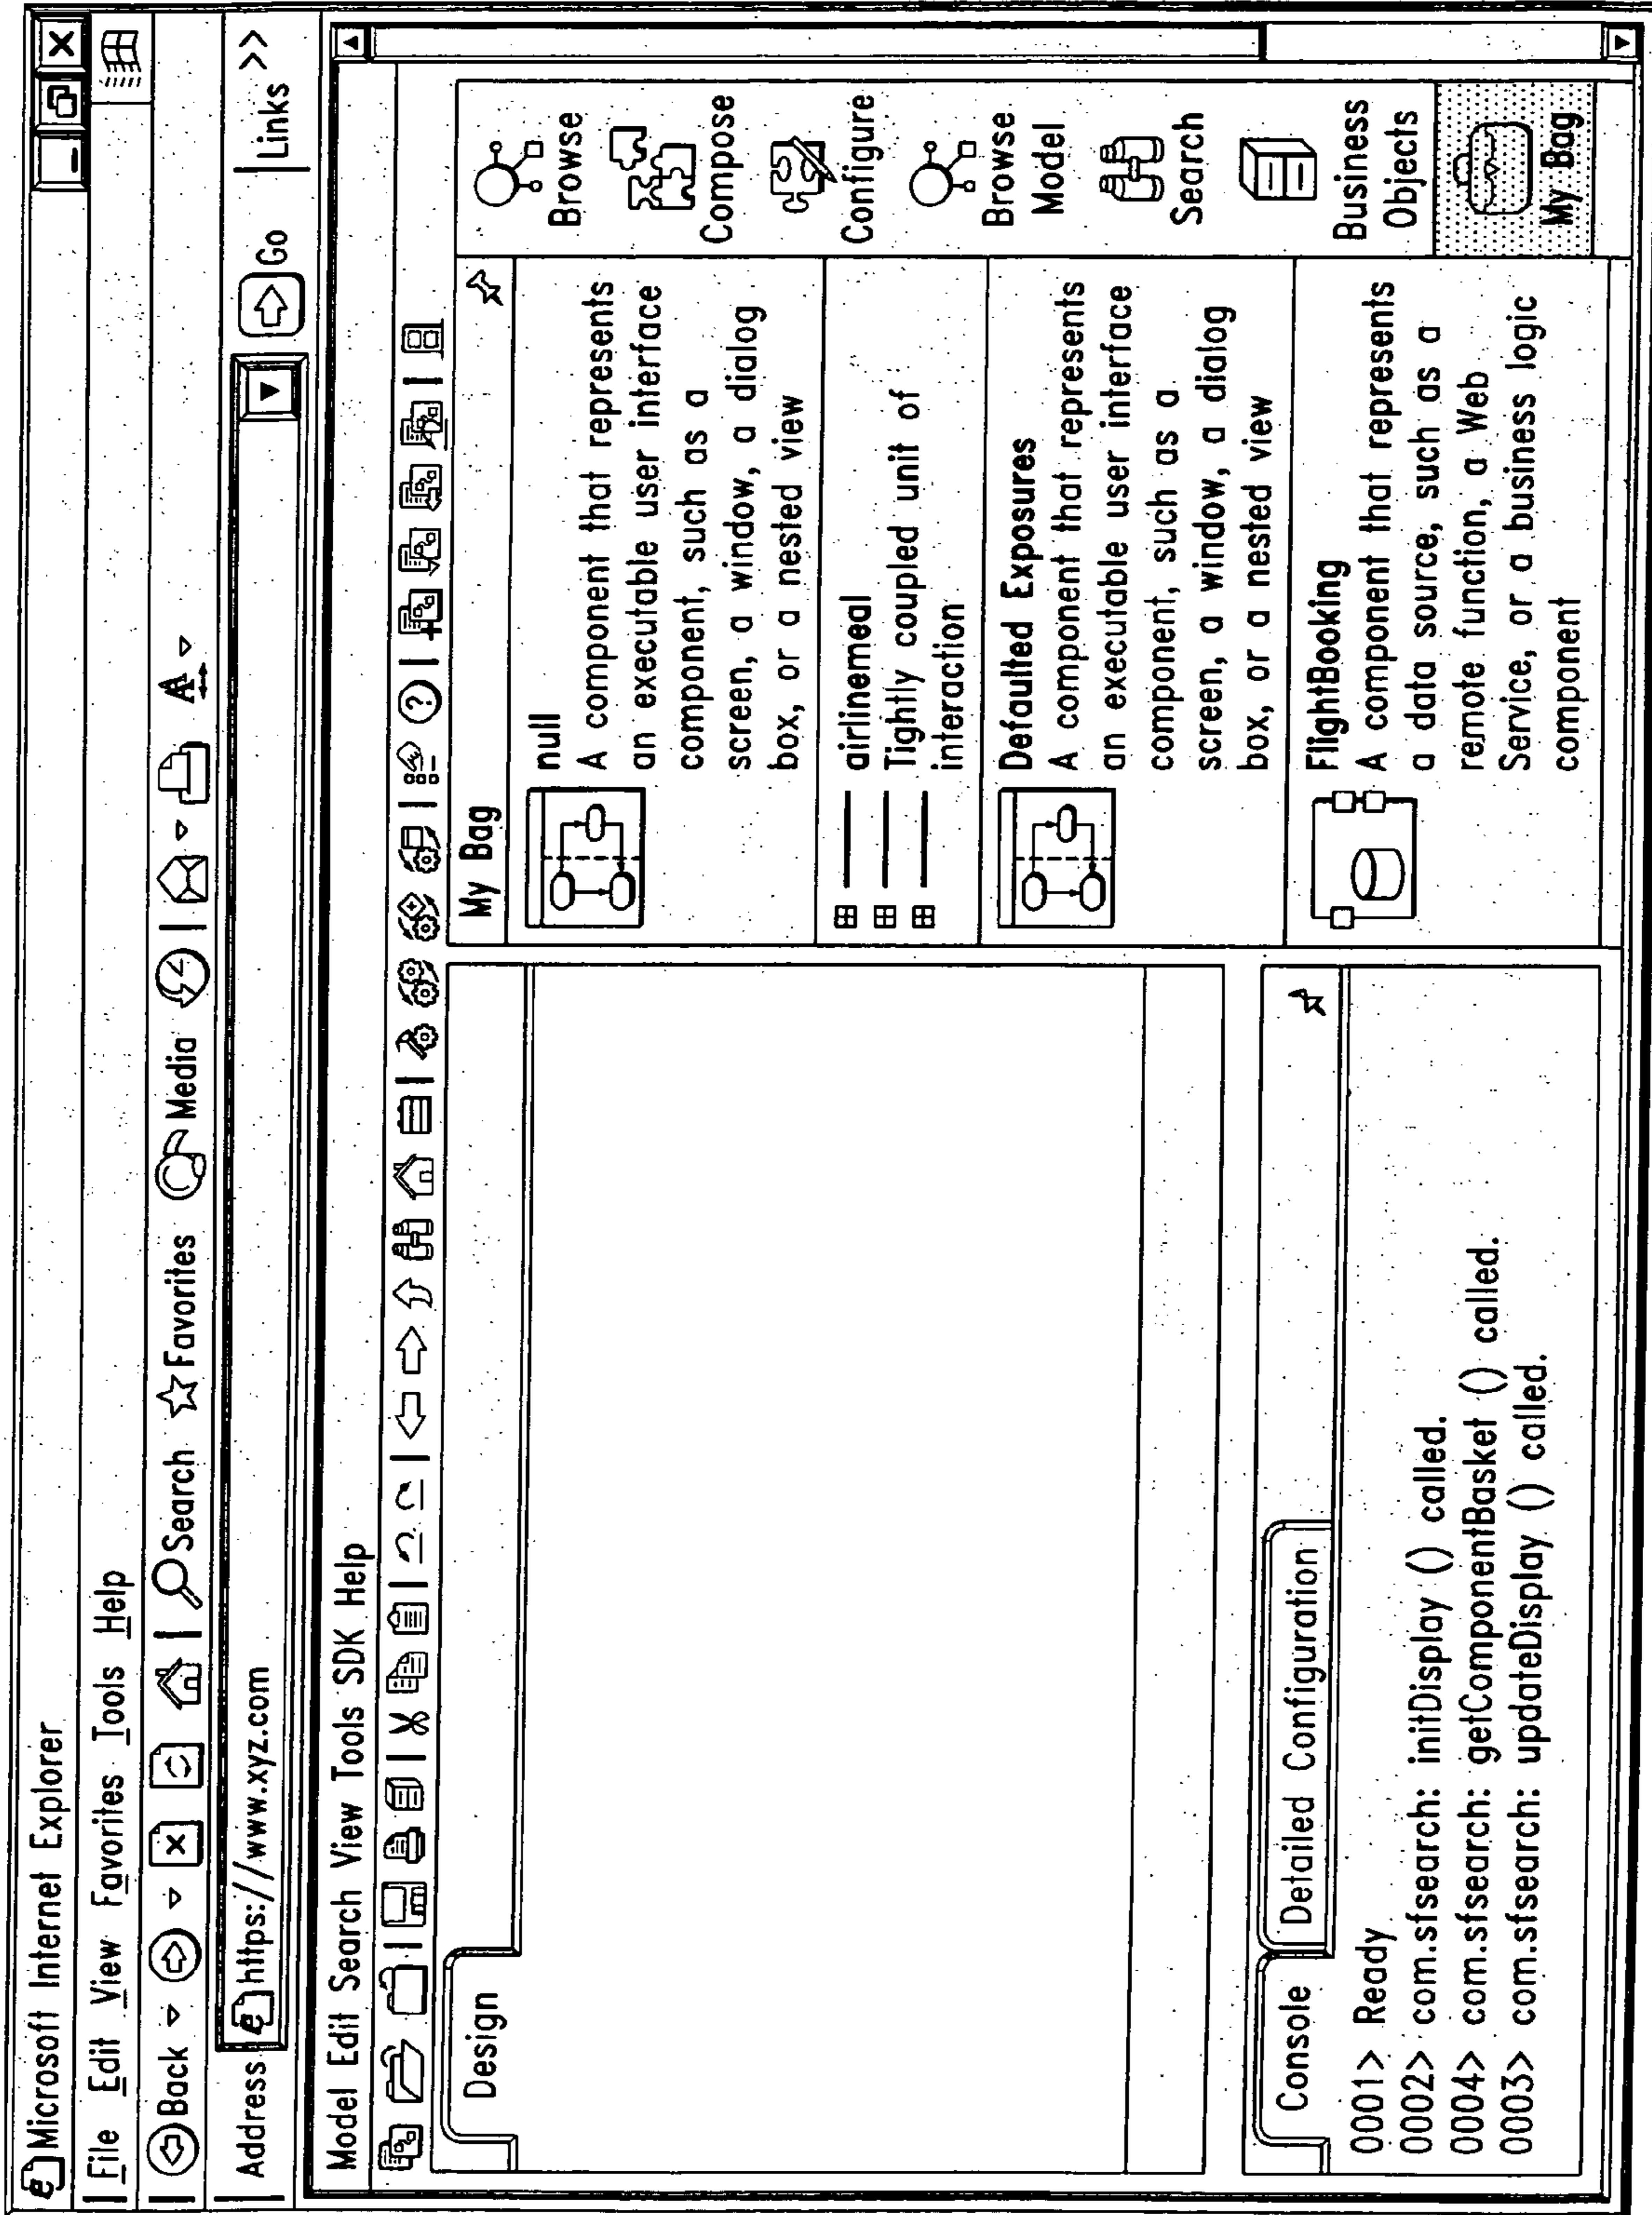 Microsoft Internet Explorer
File Edit View Favorites Tools Help
Back Search Favorites Media
Address https://www.xyz.com Go Links >>
Model Edit Search View Tools SDK Help
Design
My Bag
null
A component that represents
an executable user interface
component, such as a
screen, a window, a dialog
box, or a nested view
airlinemeal
Tightly coupled unit of
interaction
Defaulted Exposures
A component that represents
an executable user interface
component, such as a
screen, a window, a dialog
box, or a nested view
FlightBooking
A component that represents
a data source, such as a
remote function, a Web
Service, or a business logic
component
Browse
Compose
Configure
Browse
Model
Search
Business
Objects
My Bag
Console Detailed Configuration
0001> Ready
0002> com.sfsearch: initDisplay () called.
0004> com.sfsearch: getComponentBasket () called.
0003> com.sfsearch: updateDisplay () called.